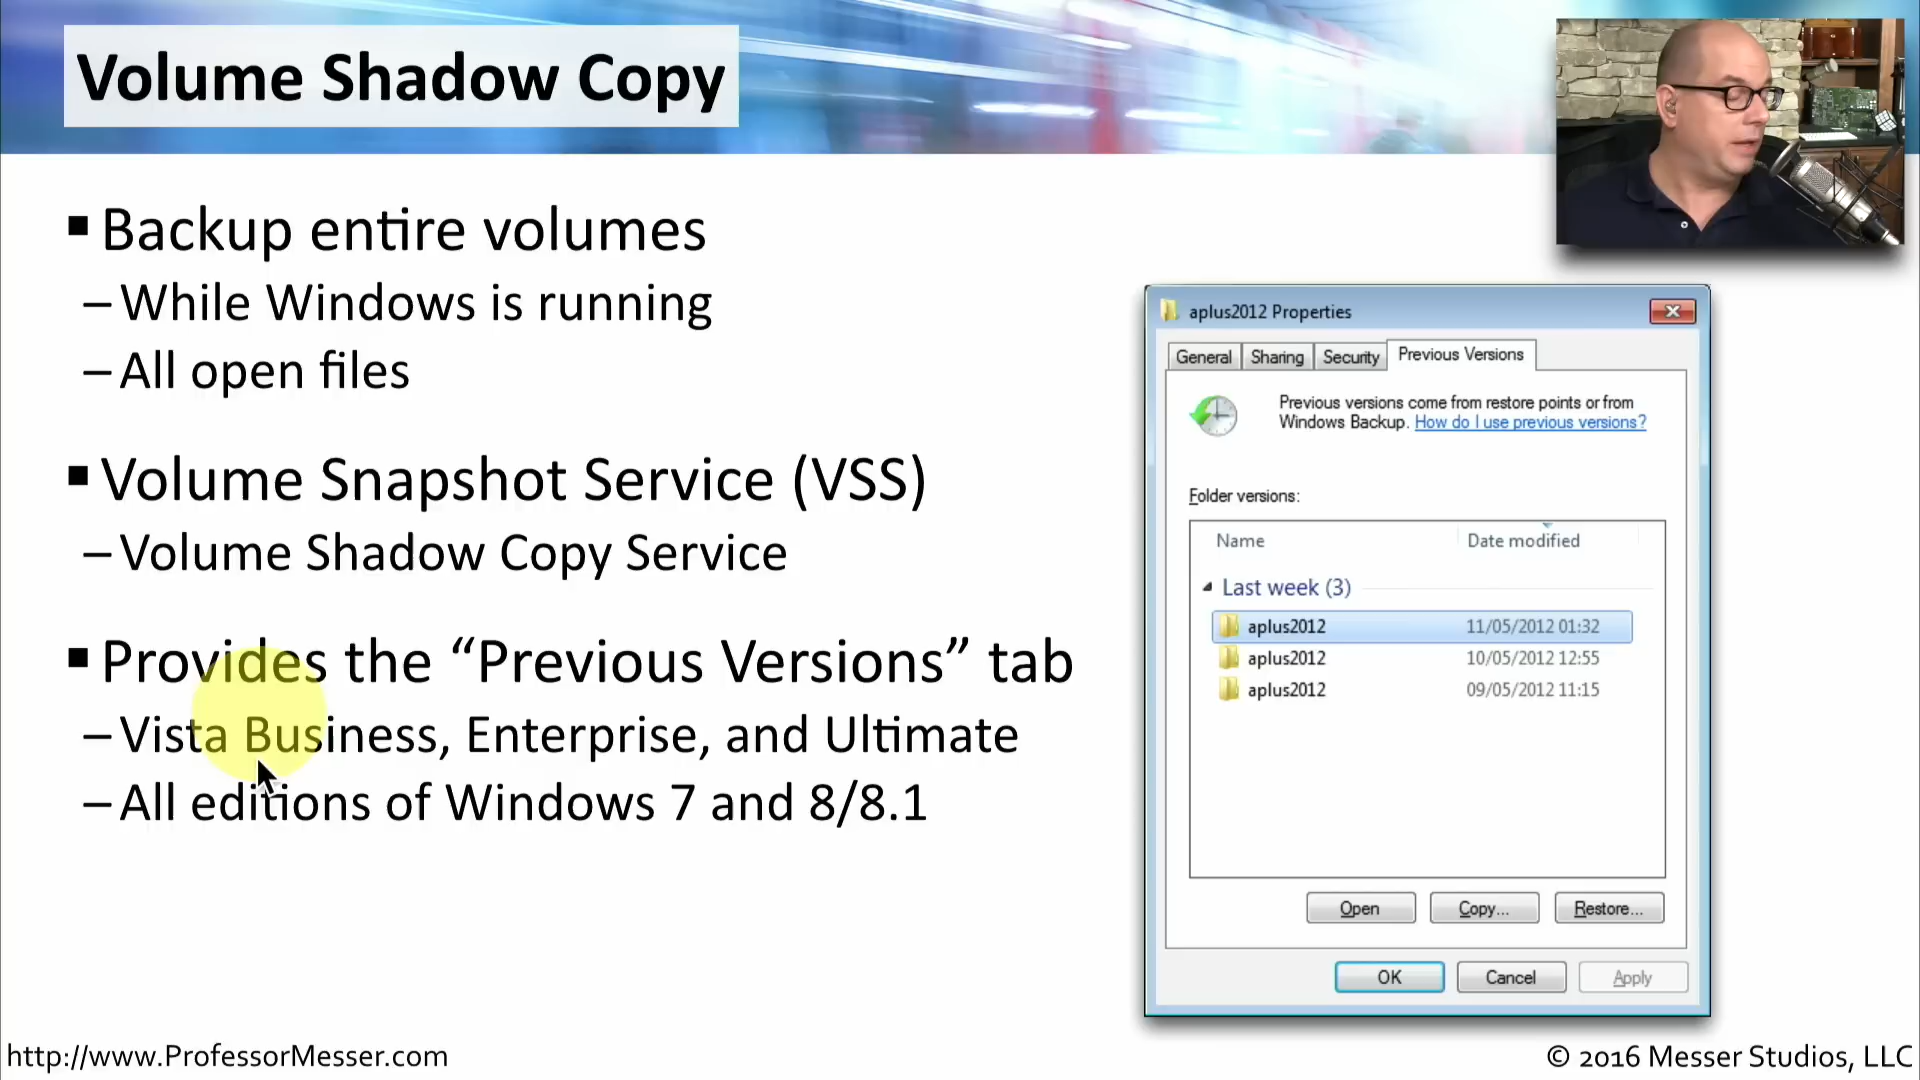 Volume Shadow Copy
▪ Backup entire volumes
– While Windows is running
– All open files
▪ Volume Snapshot Service (VSS)
– Volume Shadow Copy Service
▪ Provides the “Previous Versions” tab
– Vista Business, Enterprise, and Ultimate
– All editions of Windows 7 and 8/8.1
aplus2012 Properties
General Sharing Security Previous Versions
Previous versions come from restore points or from
Windows Backup. How do I use previous versions?
Folder versions:
Name Date modified
Last week (3)
aplus2012 11/05/2012 01:32
aplus2012 10/05/2012 12:55
aplus2012 09/05/2012 11:15
Open Copy... Restore...
OK Cancel Apply
http://www.ProfessorMesser.com
© 2016 Messer Studios, LLC